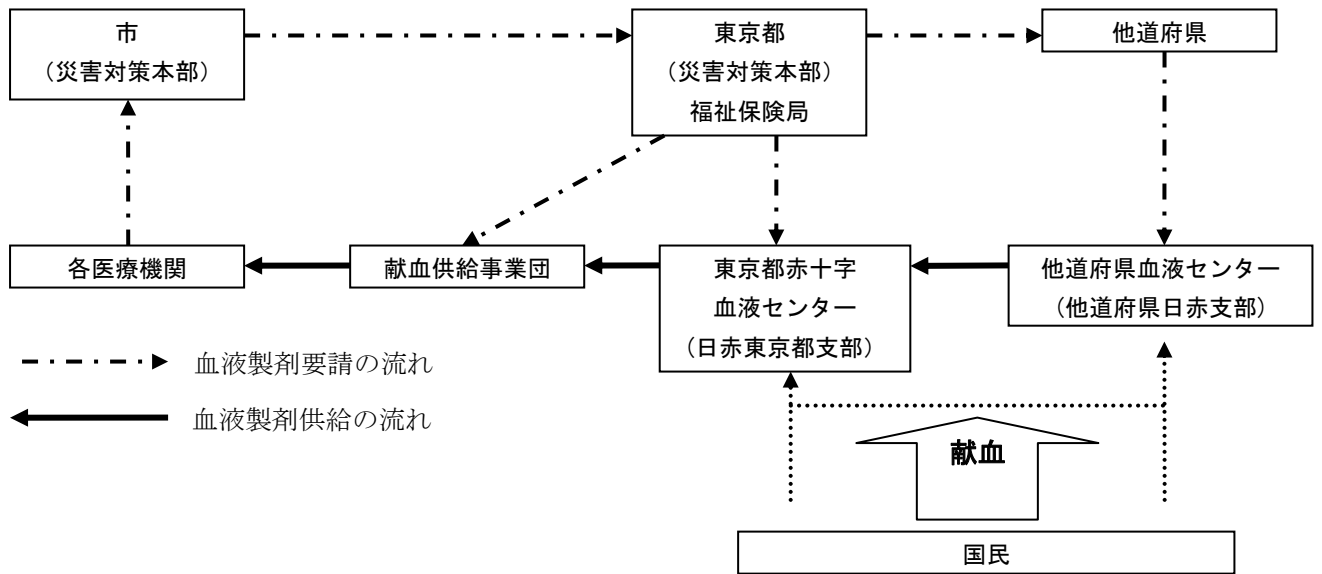 市
（災害対策本部）
東京都
（災害対策本部）
福祉保険局
他道府県
各医療機関
献血供給事業団
東京都赤十字
血液センター
（日赤東京都支部）
他道府県血液センター
（他道府県日赤支部）
血液製剤要請の流れ
血液製剤供給の流れ
献血
国民